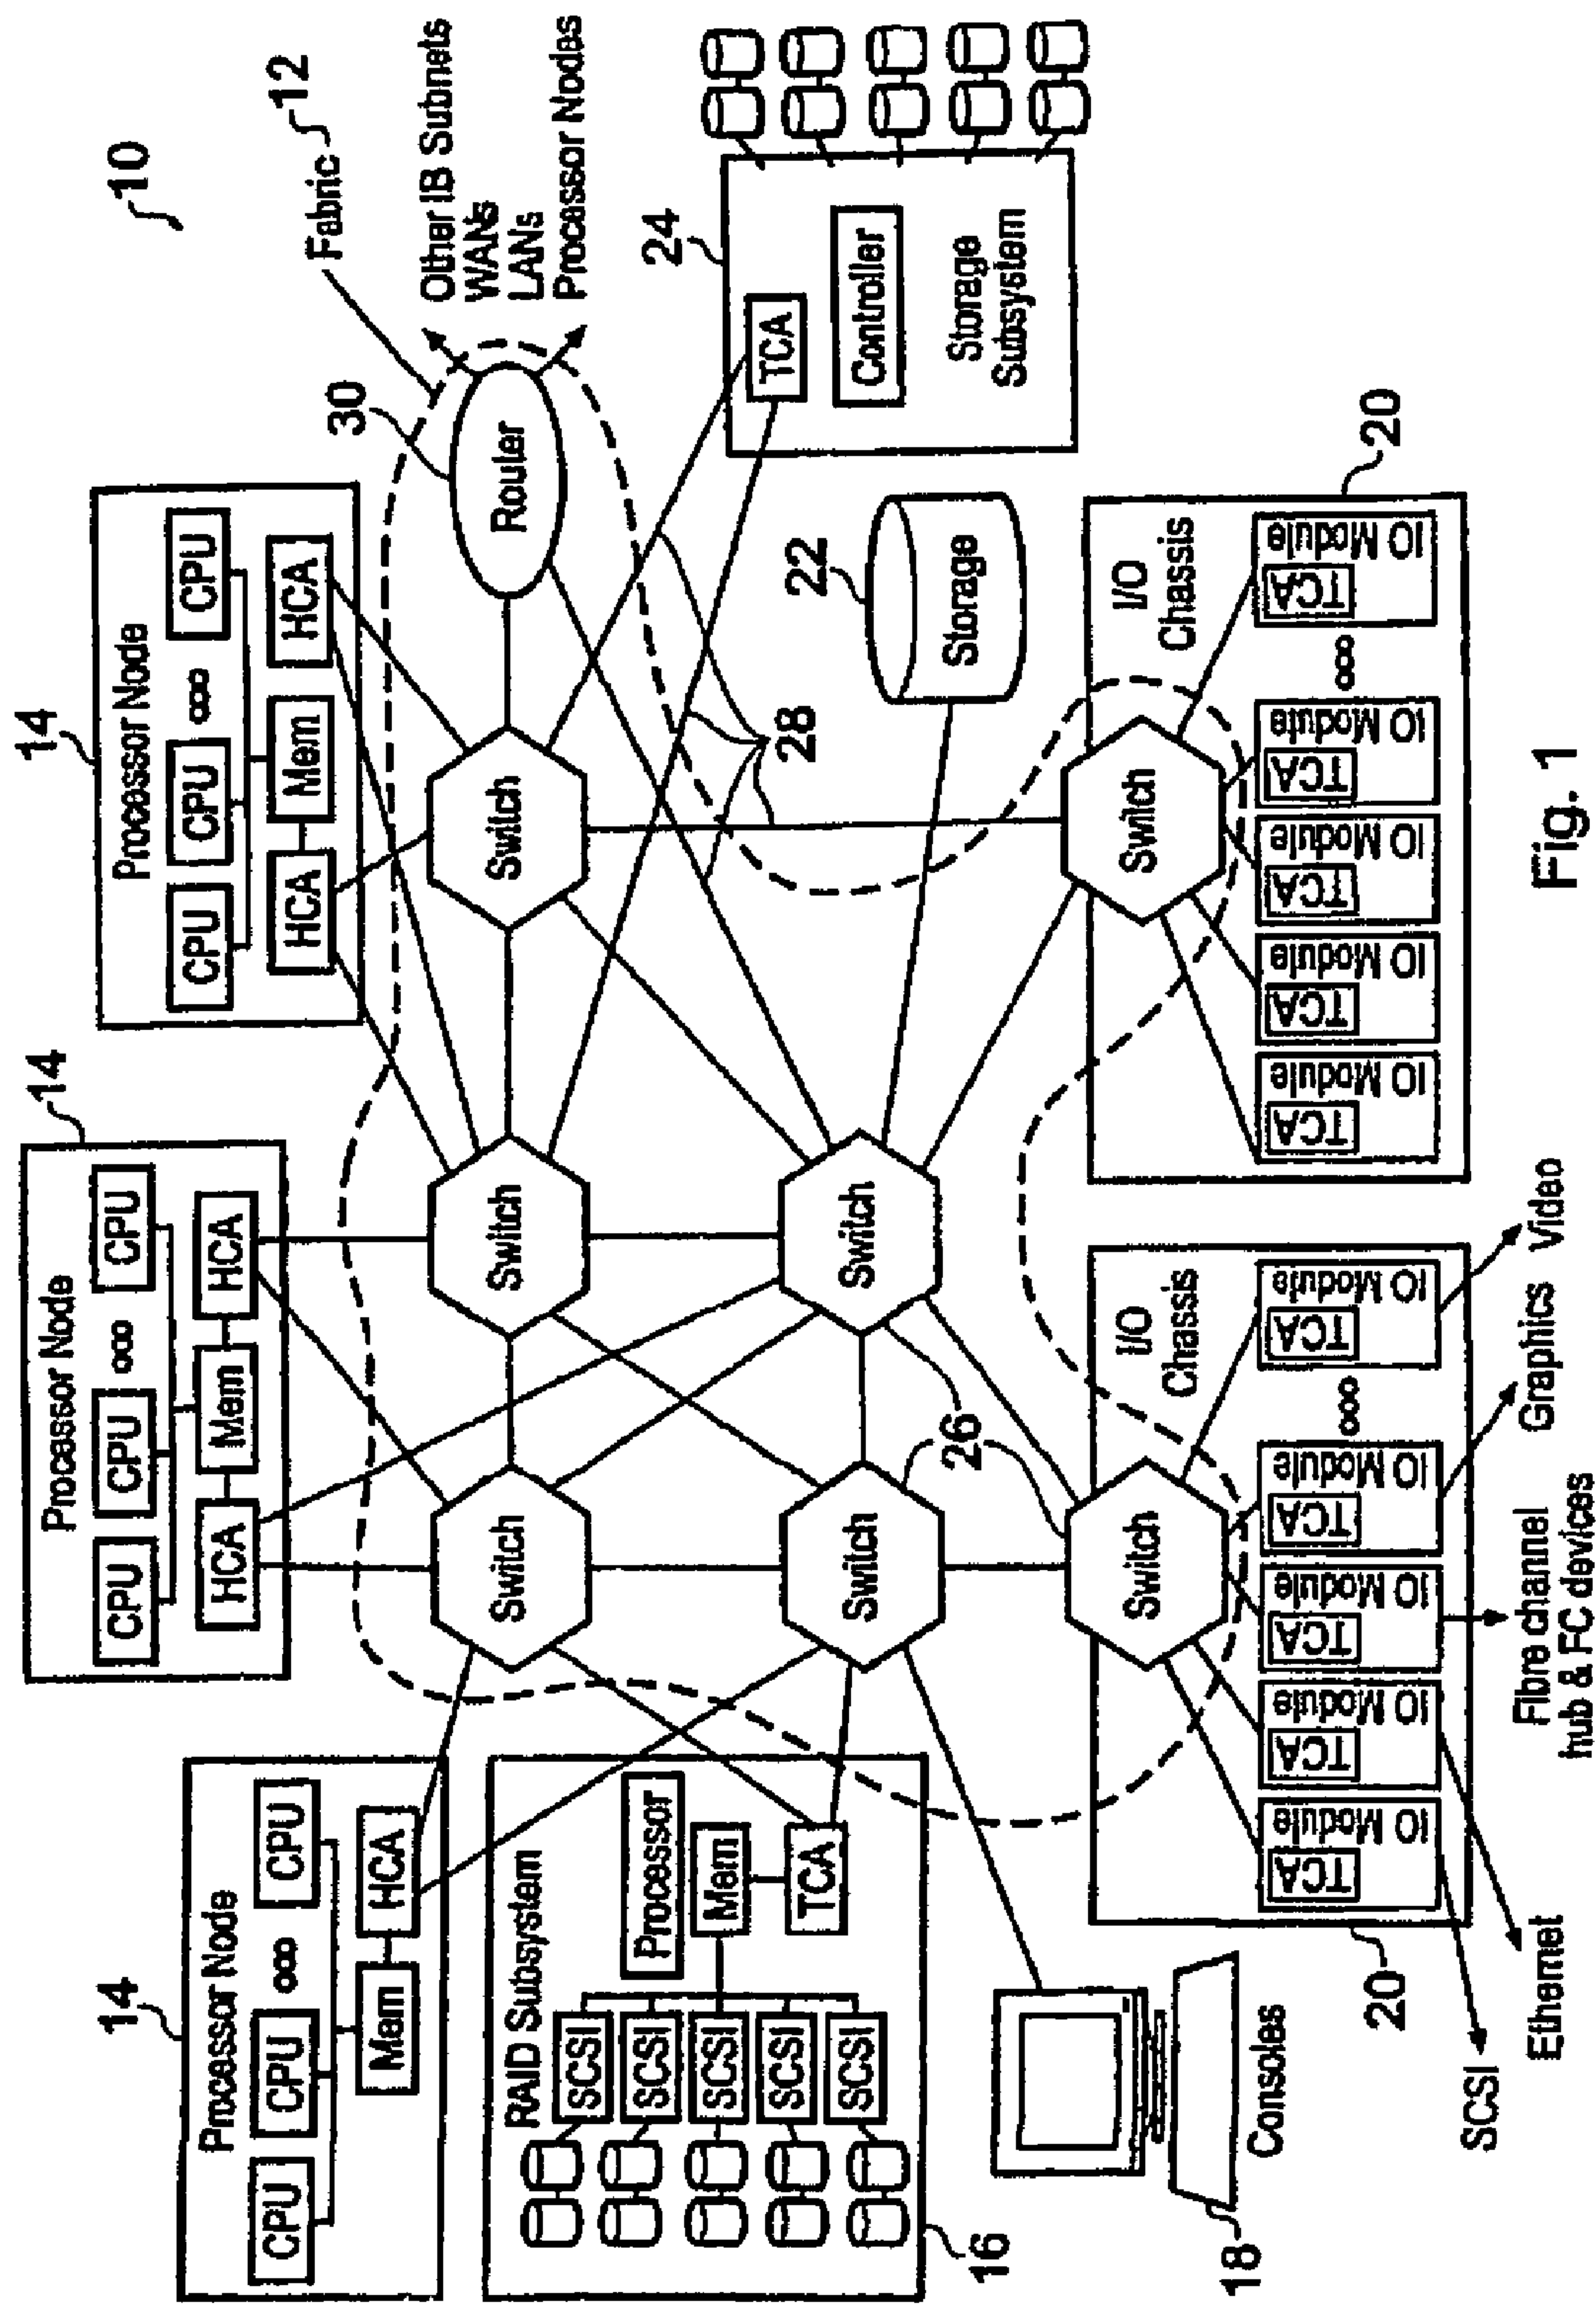 10
Fabric
12
14
Processor Node
CPU
CPU
CPU
Mem
HCA
14
Processor Node
CPU
CPU
CPU
HCA
Mem
HCA
14
Processor Node
CPU
CPU
CPU
HCA
Mem
HCA
30
Router
Other IB Subnets
WANs
LANs
Processor Nodes
RAID Subsystem
Processor
Mem
TCA
SCSI
SCSI
SCSI
SCSI
SCSI
16
Switch
Switch
Switch
Switch
Switch
26
28
24
TCA
Controller
Storage
Subsystem
22
Storage
Consoles
18
Switch
I/O
Chassis
TCA
IO Module
TCA
IO Module
TCA
IO Module
TCA
IO Module
TCA
IO Module
20
SCSI
Ethernet
Fibre channel
hub & FC devices
Graphics
Video
Switch
I/O
Chassis
TCA
IO Module
TCA
IO Module
TCA
IO Module
TCA
IO Module
TCA
IO Module
20
Fig. 1